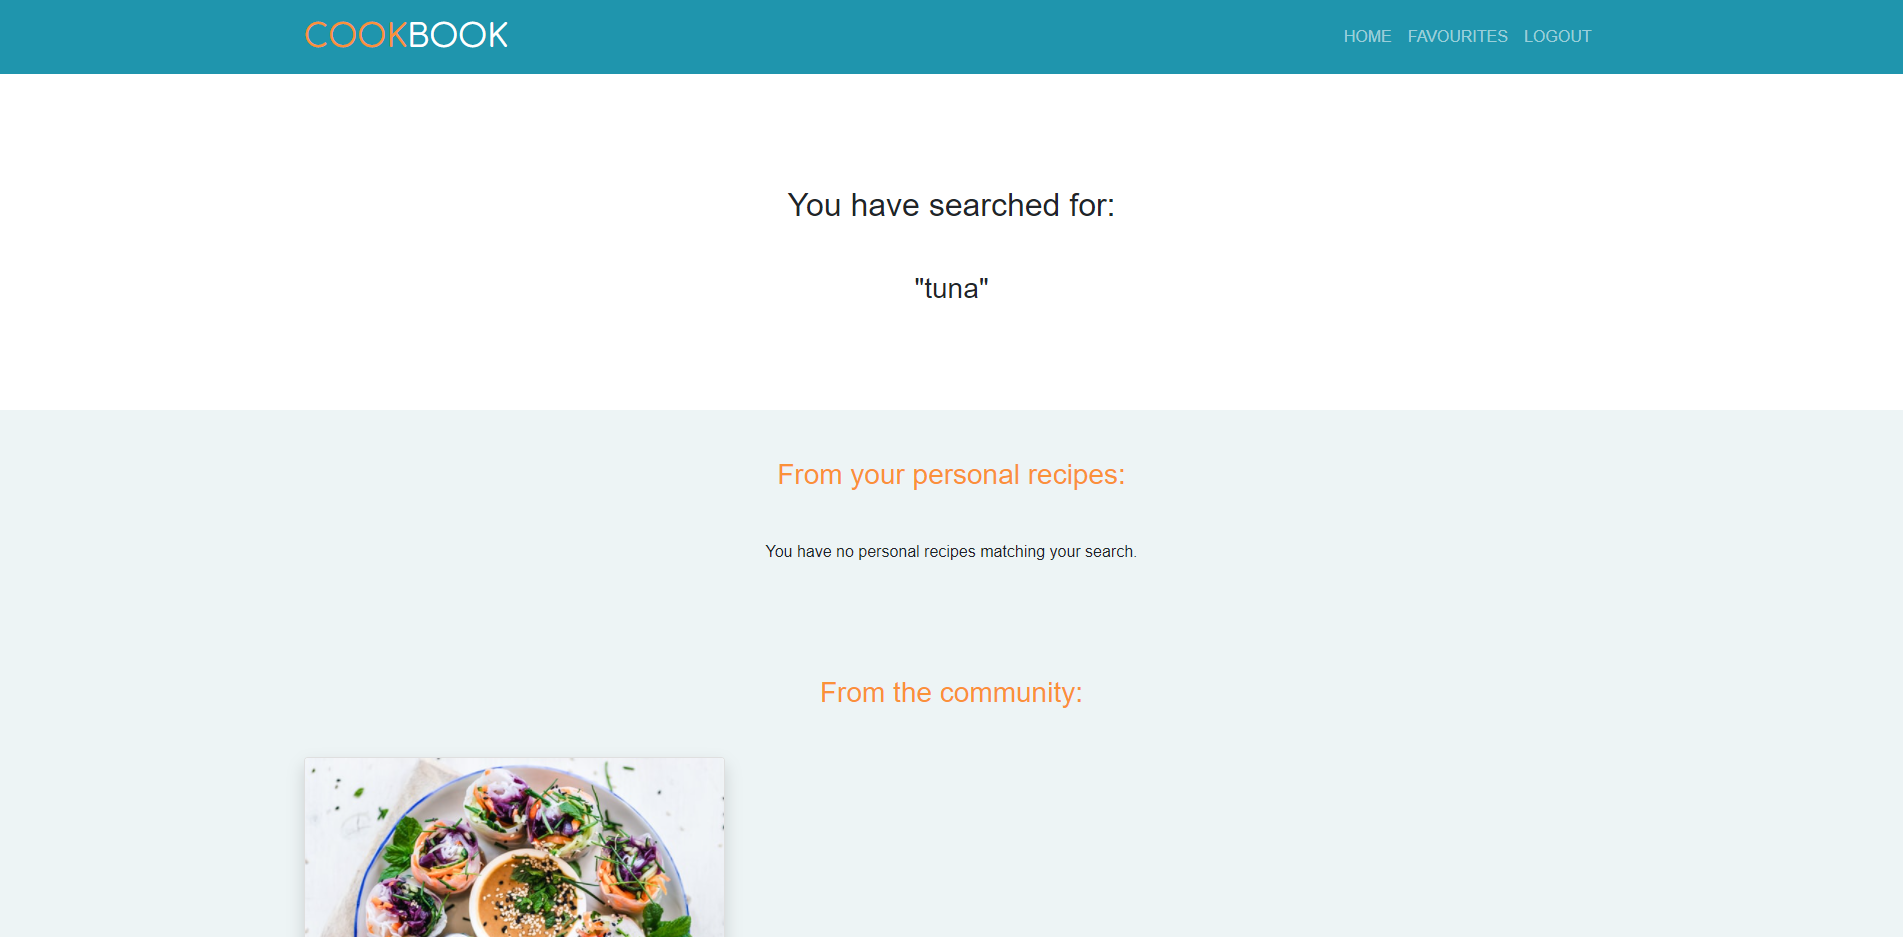 COOKBOOK
HOME FAVOURITES LOGOUT
You have searched for:
"tuna"
From your personal recipes:
You have no personal recipes matching your search.
From the community: